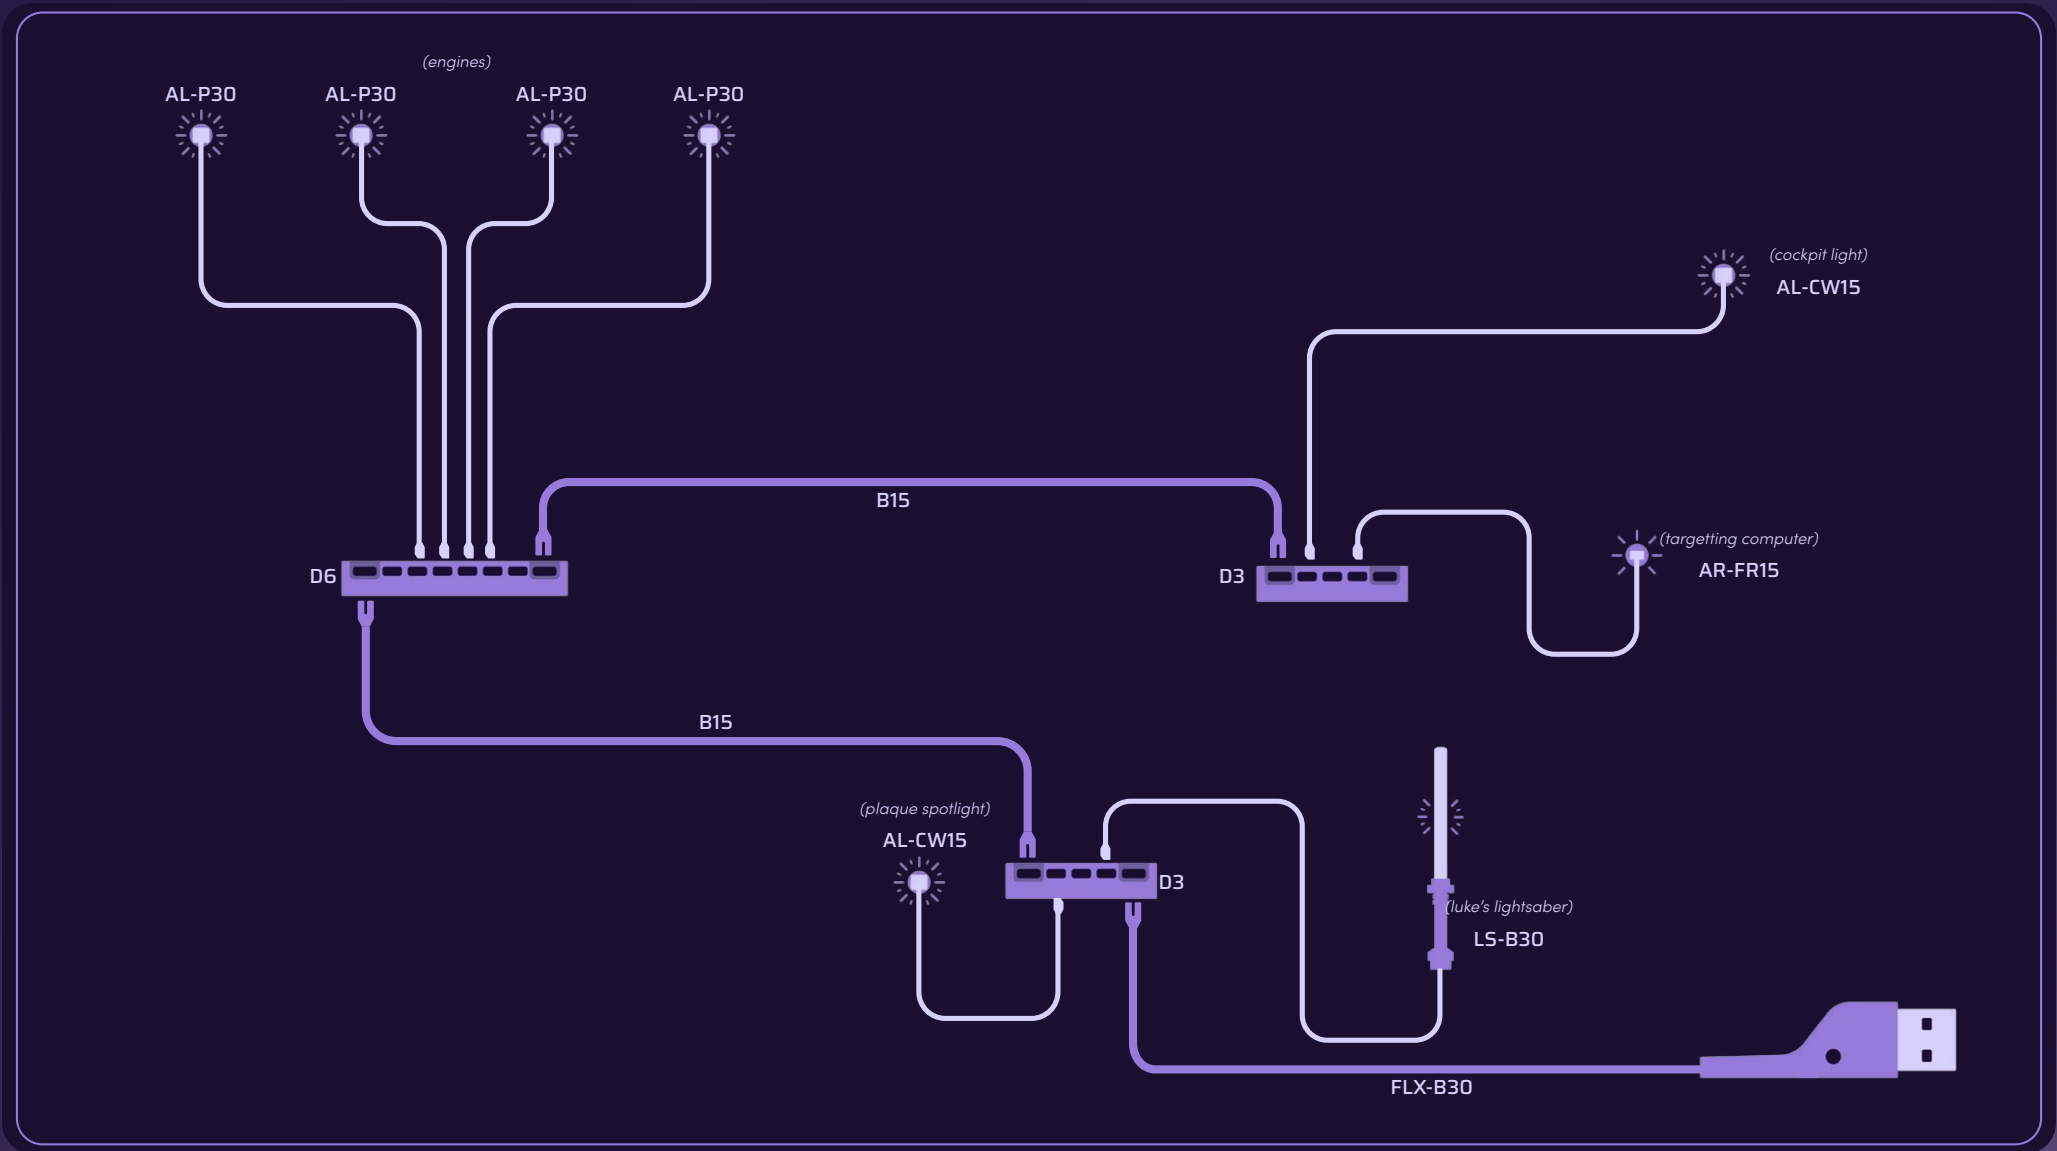 (engines)
AL-P30
AL-P30
AL-P30
AL-P30
(cockpit light)
AL-CW15
B15
(targetting computer)
AR-FR15
D6
D3
B15
(plaque spotlight)
AL-CW15
D3
(luke's lightsaber)
LS-B30
FLX-B30